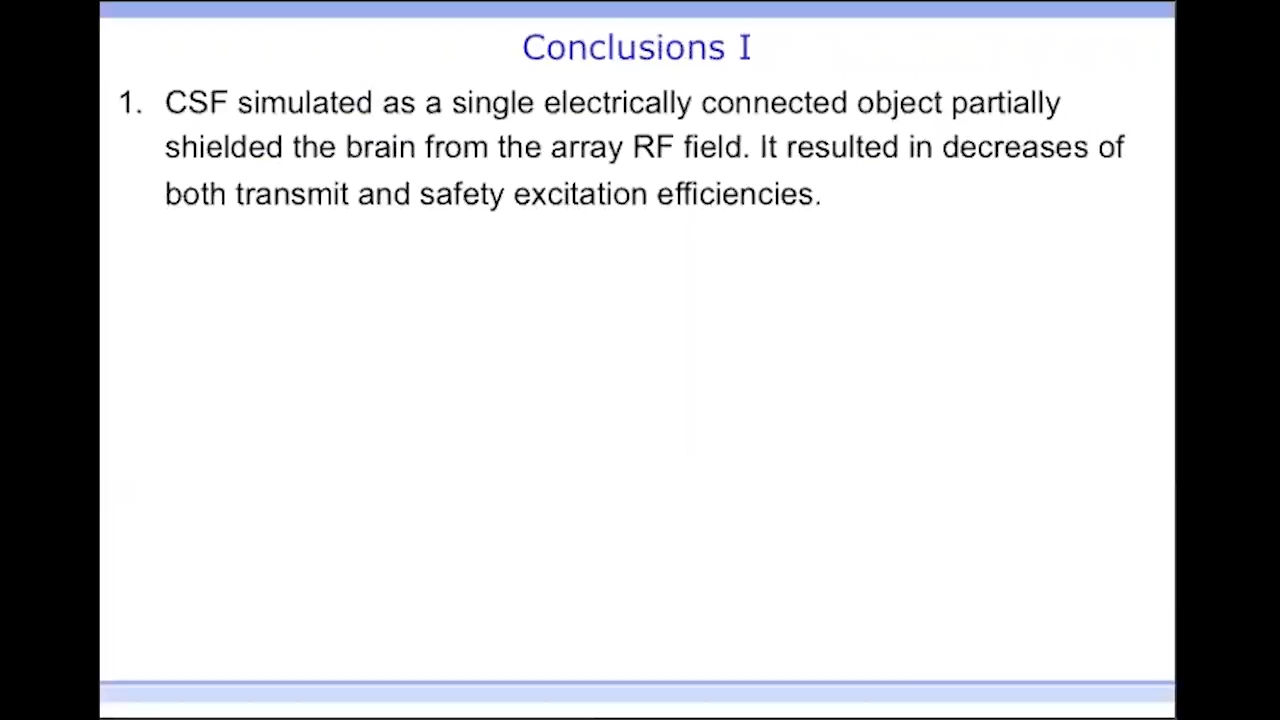 Conclusions I
1. CSF simulated as a single electrically connected object partially
shielded the brain from the array RF field. It resulted in decreases of
both transmit and safety excitation efficiencies.